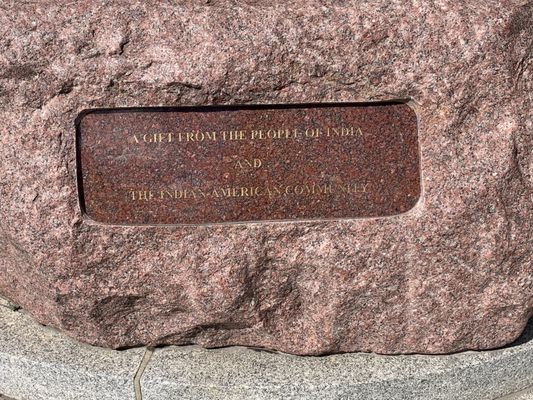 A GIFT FROM THE PEOPLE OF INDIA
AND
THE INDIAN-AMERICAN COMMUNITY